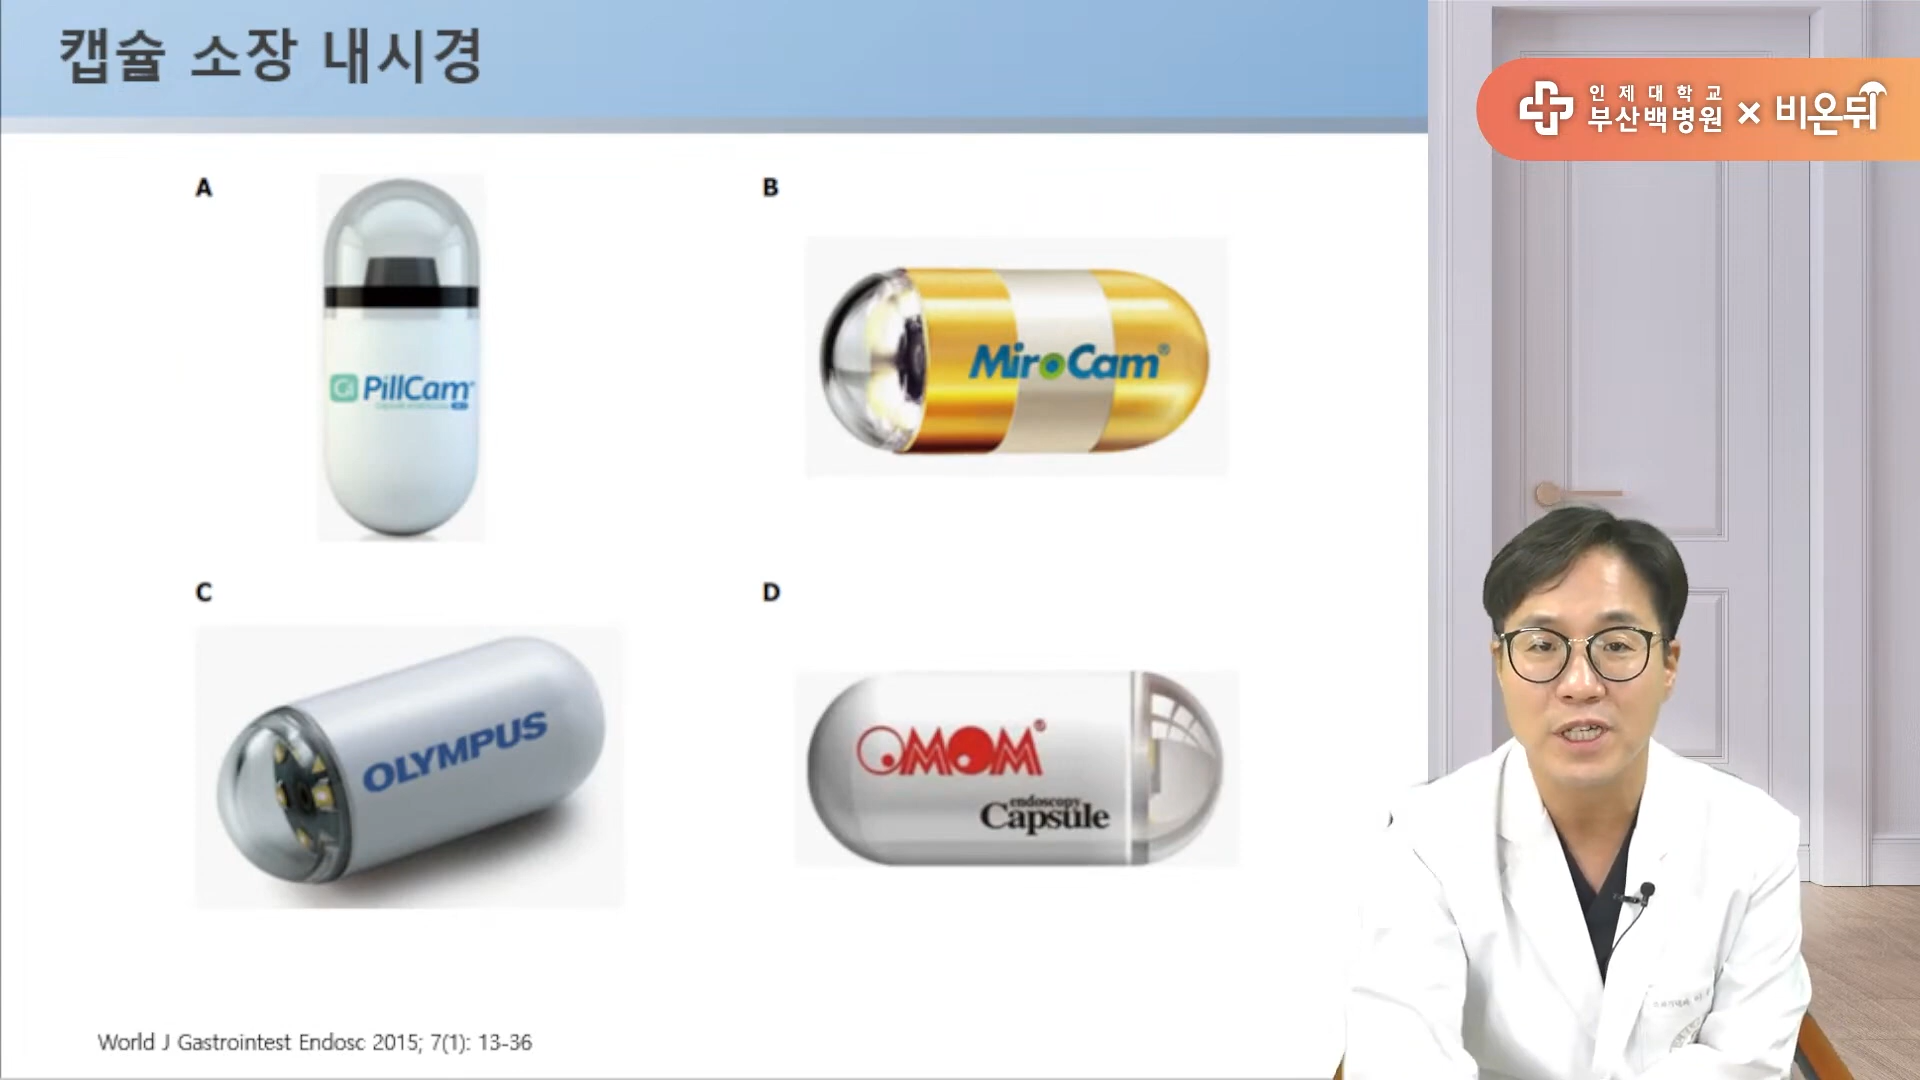 캡슐 소장 내시경
인제대학교
부산백병원 × 비온뒤
A
B
Gi PillCam
MiroCam®
C
D
OLYMPUS
OMOM®
endoscopy
Capsule
World J Gastrointest Endosc 2015; 7(1): 13-36